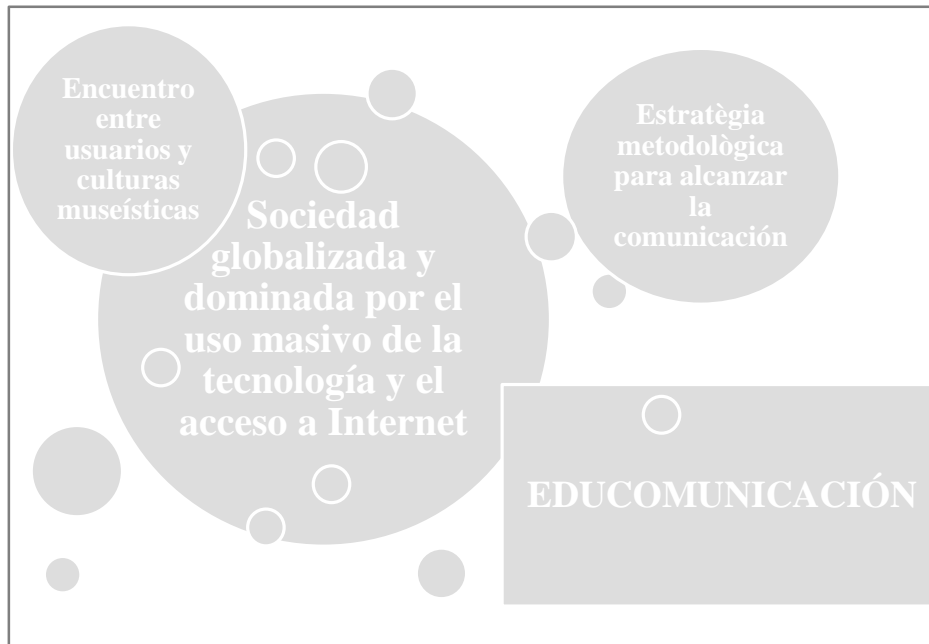 Encuentro
entre
usuarios y
culturas
museísticas
Estratègia
metodològica
para alcanzar
la
comunicación
Sociedad
globalizada y
dominada por el
uso masivo de la
tecnología y el
acceso a Internet
EDUCOMUNICACIÓN